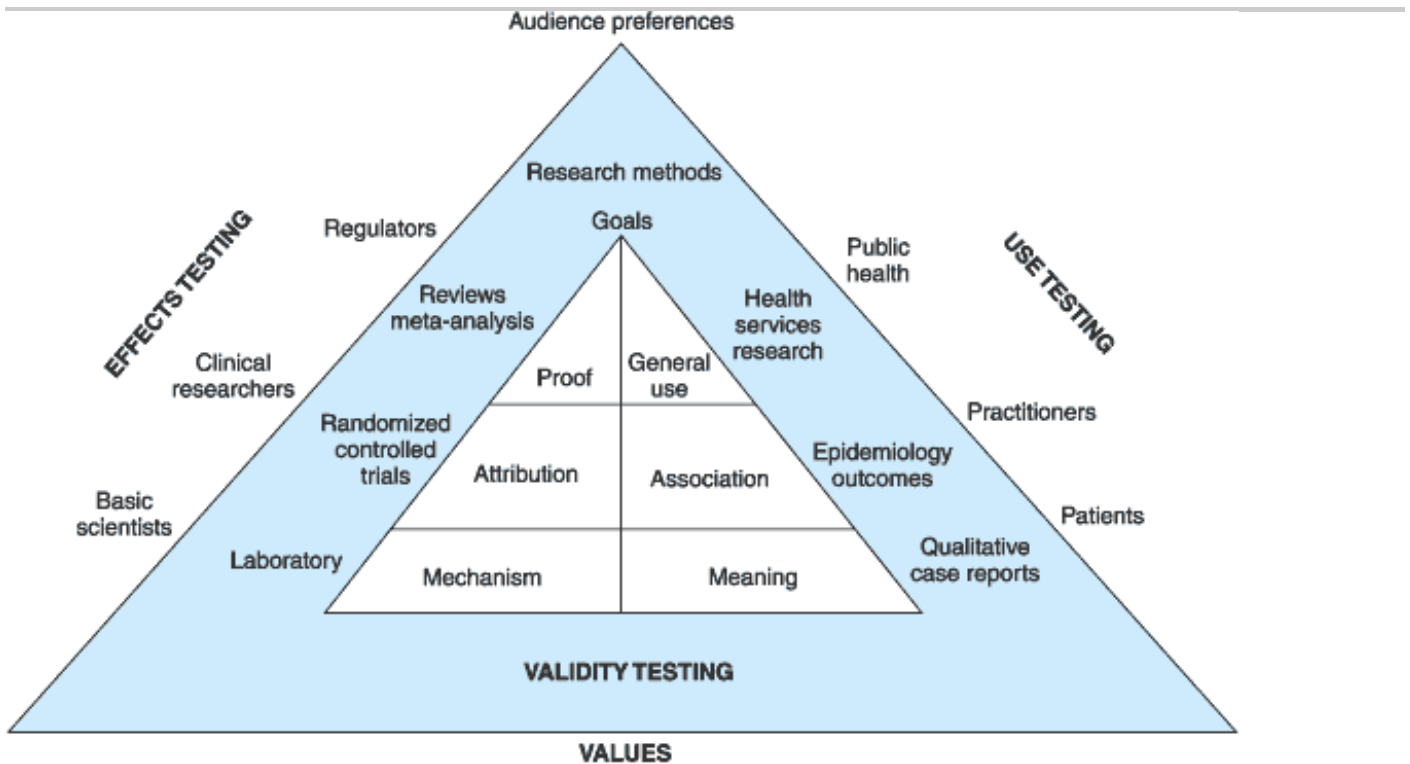 Audience preferences
Research methods
Goals
Regulators
EFFECTS TESTING
Reviews
meta-analysis
Clinical
researchers
Randomized
controlled
trials
Basic
scientists
Laboratory
Proof
General
use
Attribution
Association
Mechanism
Meaning
Public
health
USE TESTING
Health
services
research
Practitioners
Epidemiology
outcomes
Patients
Qualitative
case reports
VALIDITY TESTING
VALUES